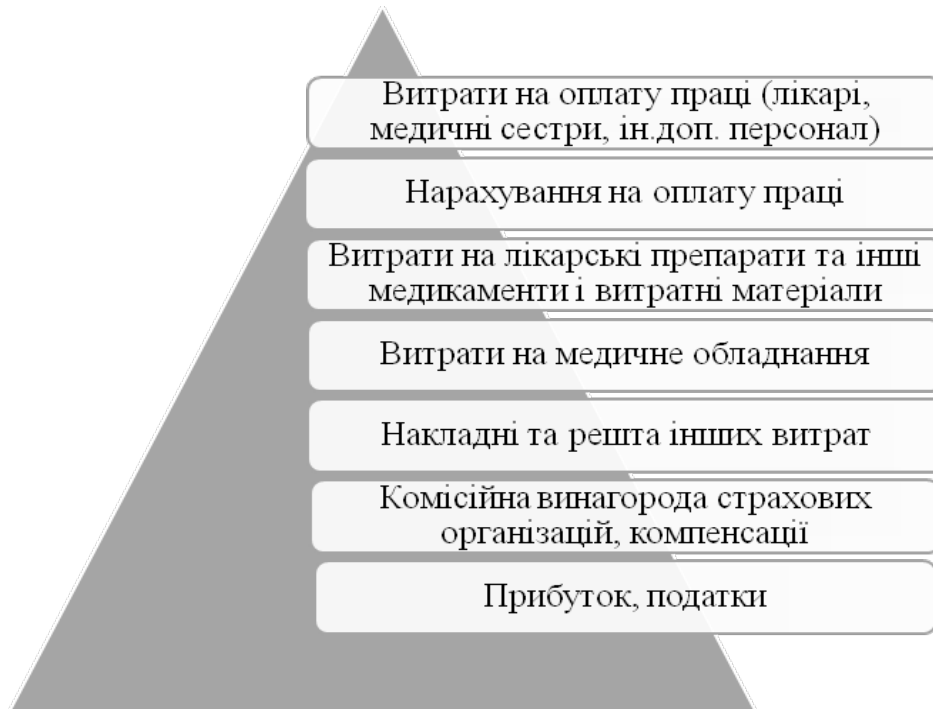 Витрати на оплату праці (лікарі,
медичні сестри, ін.доп. персонал)
Нарахування на оплату праці
Витрати на лікарські препарати та інші
медикаменти і витратні матеріали
Витрати на медичне обладнання
Накладні та решта інших витрат
Комісійна винагорода страхових
організацій, компенсації
Прибуток, податки